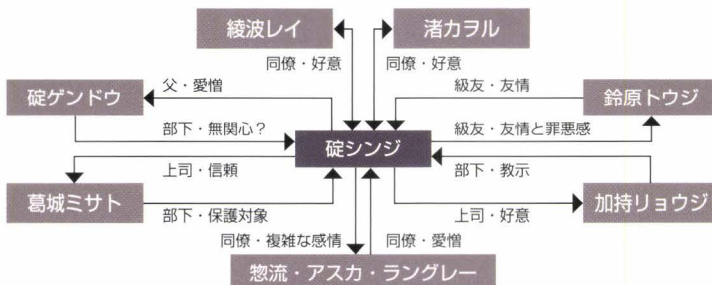 綾波レイ
渚カヲル
同僚・好意
同僚・好意
碇ゲンドウ
父・愛憎
級友・友情
鈴原トウジ
部下・無関心？
碇シンジ
級友・友情と罪悪感
上司・信頼
部下・教示
葛城ミサト
部下・保護対象
上司・好意
加持リョウジ
同僚・複雑な感情
同僚・愛憎
惣流・アスカ・ラングレー